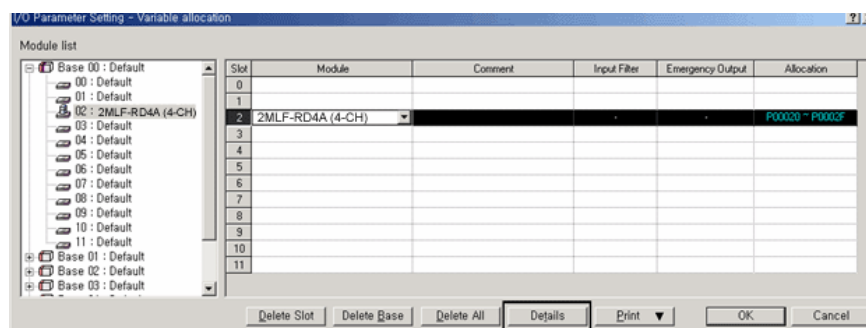 I/O Parameter Setting - Variable allocation
Module list
Base 00 : Default
00 : Default
01 : Default
02 : 2MLF-RD4A (4-CH)
03 : Default
04 : Default
05 : Default
06 : Default
07 : Default
08 : Default
09 : Default
10 : Default
11 : Default
Base 01 : Default
Base 02 : Default
Base 03 : Default
Slot Module Comment Input Filter Emergency Output Allocation
0
1
2 2MLF-RD4A (4-CH) - - P00020 ~ P0002F
3
4
5
6
7
8
9
10
11
Delete Slot Delete Base Delete All Details Print ▼ OK Cancel